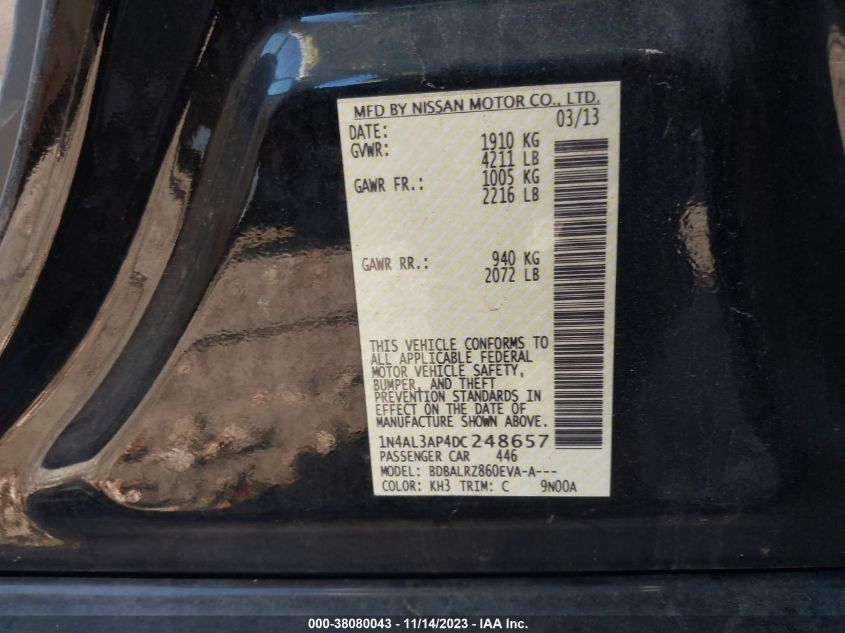 MFD BY NISSAN MOTOR CO., LTD.
DATE: 03/13
GVWR: 1910 KG
4211 LB
GAWR FR.: 1005 KG
2216 LB
GAWR RR.: 940 KG
2072 LB
THIS VEHICLE CONFORMS TO
ALL APPLICABLE FEDERAL
MOTOR VEHICLE SAFETY,
BUMPER, AND THEFT
PREVENTION STANDARDS IN
EFFECT ON THE DATE OF
MANUFACTURE SHOWN ABOVE.
1N4AL3AP4DC248657
PASSENGER CAR 446
MODEL: BDBALRZ860EVA-A---
COLOR: KH3 TRIM: C 9N00A
000-38080043 - 11/14/2023 - IAA Inc.